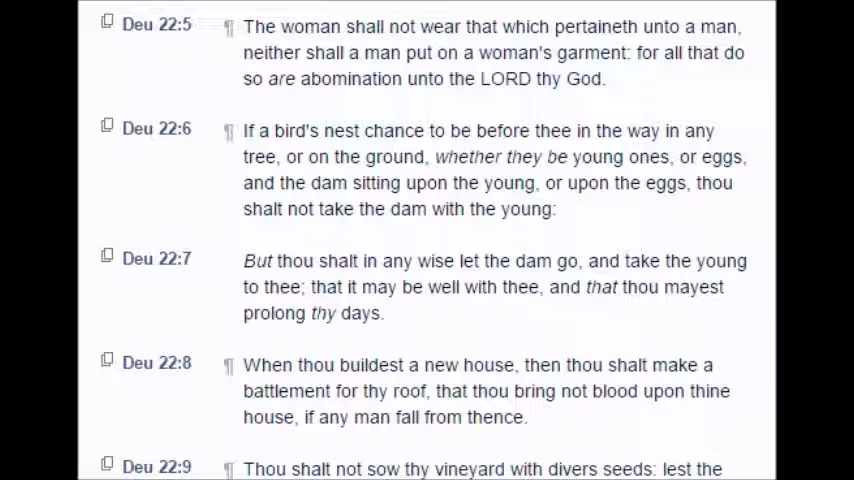 Deu 22:5 ¶ The woman shall not wear that which pertaineth unto a man,
neither shall a man put on a woman's garment: for all that do
so are abomination unto the LORD thy God.
Deu 22:6 ¶ If a bird's nest chance to be before thee in the way in any
tree, or on the ground, whether they be young ones, or eggs,
and the dam sitting upon the young, or upon the eggs, thou
shalt not take the dam with the young:
Deu 22:7 But thou shalt in any wise let the dam go, and take the young
to thee; that it may be well with thee, and that thou mayest
prolong thy days.
Deu 22:8 ¶ When thou buildest a new house, then thou shalt make a
battlement for thy roof, that thou bring not blood upon thine
house, if any man fall from thence.
Deu 22:9 ¶ Thou shalt not sow thy vineyard with divers seeds: lest the